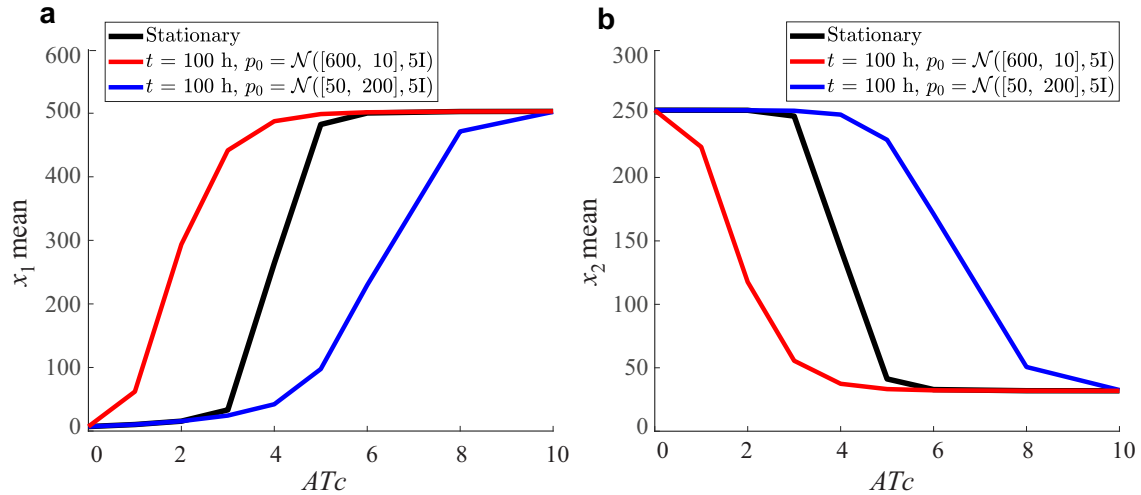 a
Stationary
t = 100 h, p₀ = 𝒩([600, 10], 5I)
t = 100 h, p₀ = 𝒩([50, 200], 5I)
600
500
400
300
200
100
0
x₁ mean
0 2 4 6 8 10
ATc
b
Stationary
t = 100 h, p₀ = 𝒩([600, 10], 5I)
t = 100 h, p₀ = 𝒩([50, 200], 5I)
300
250
200
150
100
50
0
x₂ mean
0 2 4 6 8 10
ATc